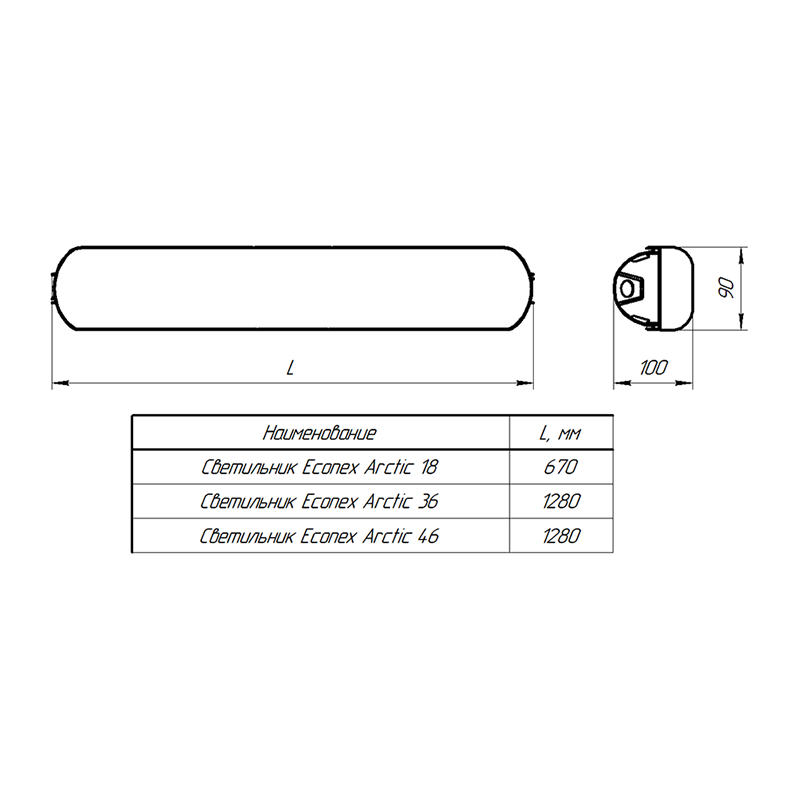 L
90
100
Наименование L, мм
Светильник Econex Arctic 18 670
Светильник Econex Arctic 36 1280
Светильник Econex Arctic 46 1280